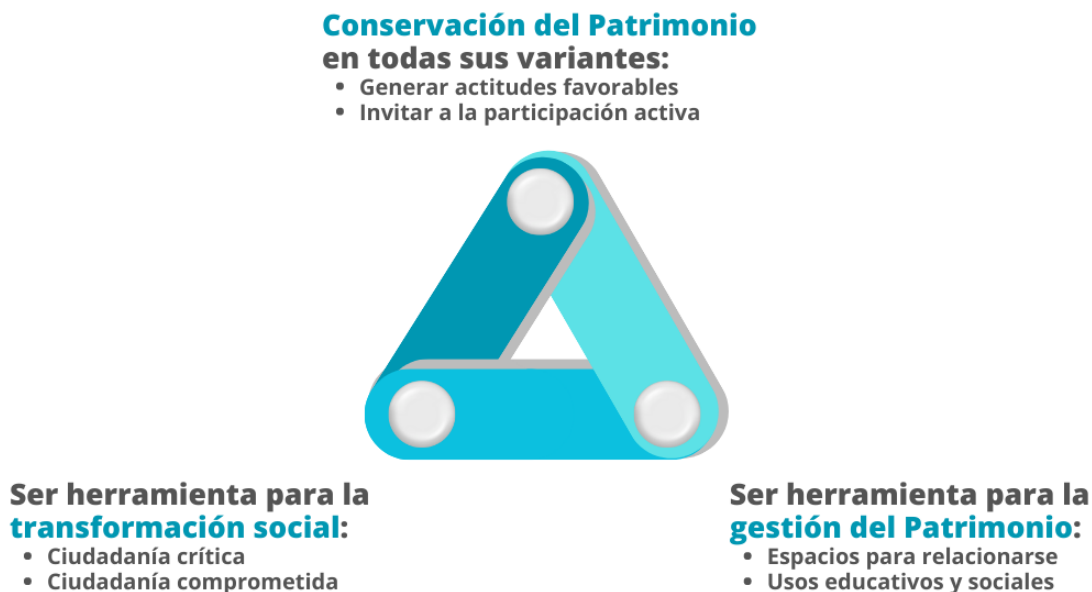 Conservación del Patrimonio
en todas sus variantes:
• Generar actitudes favorables
• Invitar a la participación activa
Ser herramienta para la
transformación social:
• Ciudadanía crítica
• Ciudadanía comprometida
Ser herramienta para la
gestión del Patrimonio:
• Espacios para relacionarse
• Usos educativos y sociales